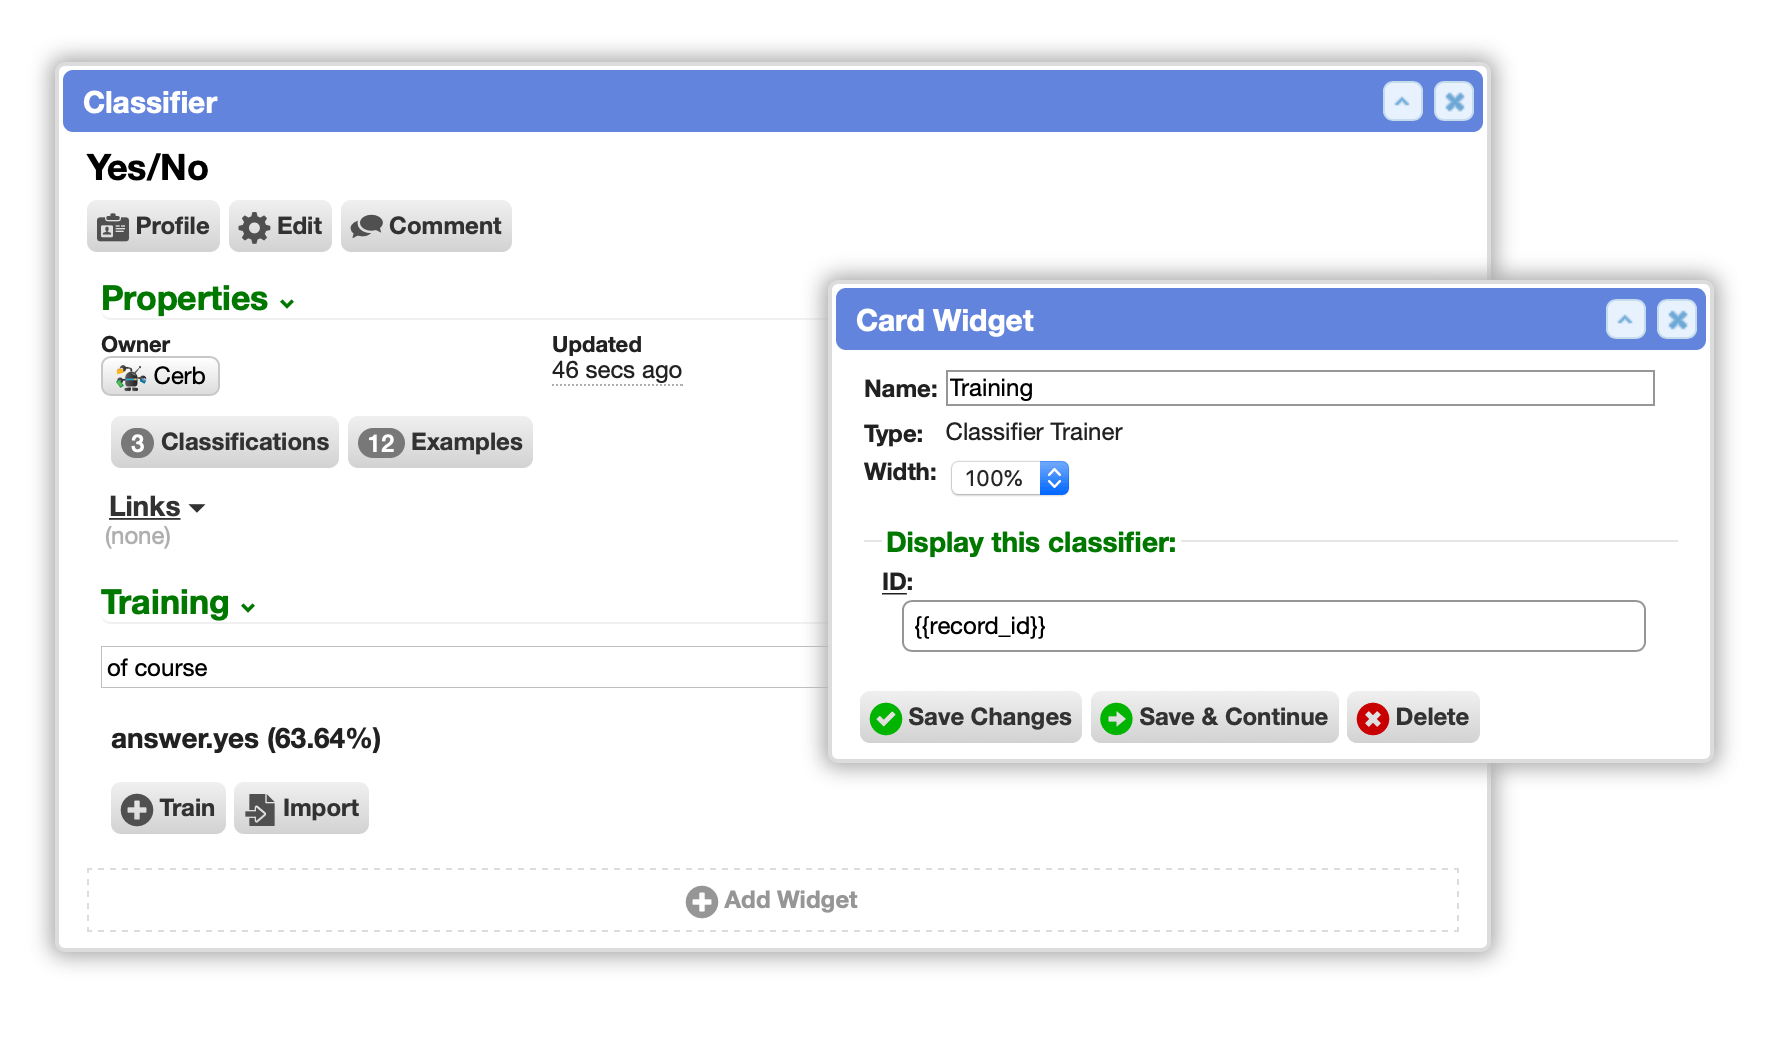 Classifier
Yes/No
Profile Edit Comment
Properties
Owner Updated
Cerb 46 secs ago
3 Classifications 12 Examples
Links
(none)
Training
of course
answer.yes (63.64%)
Train Import
Add Widget
Card Widget
Name: Training
Type: Classifier Trainer
Width: 100%
Display this classifier:
ID:
{{record_id}}
Save Changes Save & Continue Delete